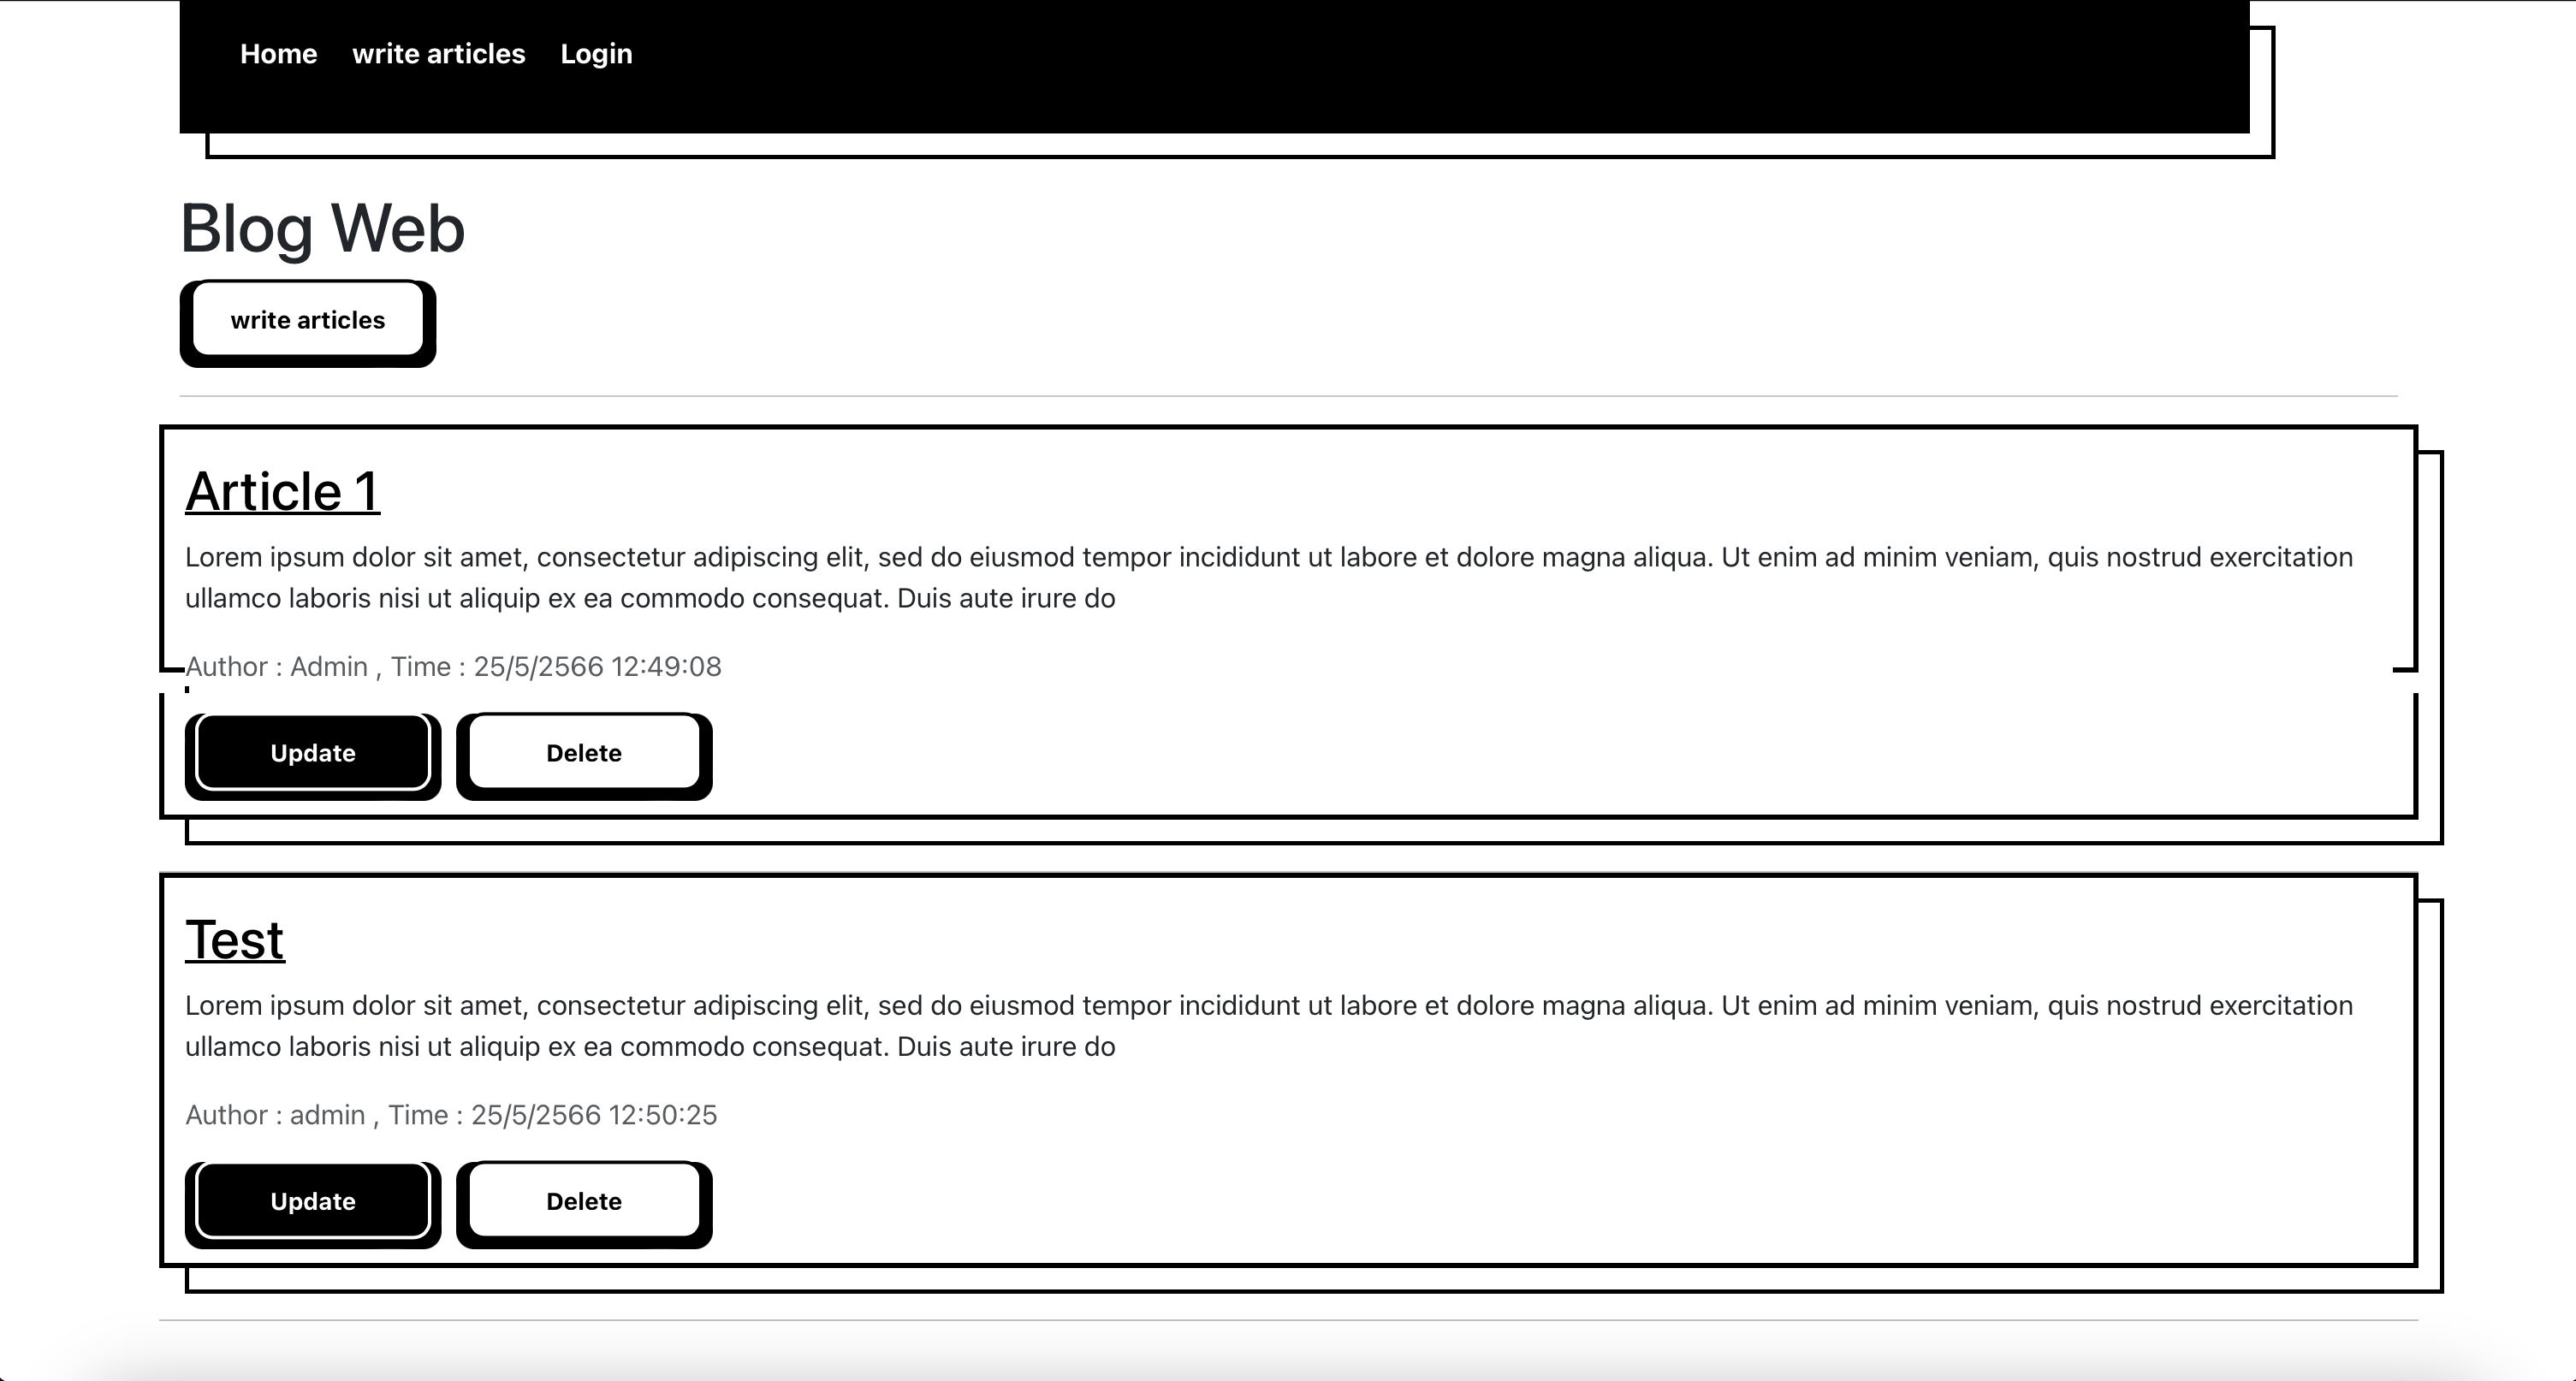 Home write articles Login
Blog Web
write articles
Article 1
Lorem ipsum dolor sit amet, consectetur adipiscing elit, sed do eiusmod tempor incididunt ut labore et dolore magna aliqua. Ut enim ad minim veniam, quis nostrud exercitation
ullamco laboris nisi ut aliquip ex ea commodo consequat. Duis aute irure do
Author : Admin , Time : 25/5/2566 12:49:08
Update Delete
Test
Lorem ipsum dolor sit amet, consectetur adipiscing elit, sed do eiusmod tempor incididunt ut labore et dolore magna aliqua. Ut enim ad minim veniam, quis nostrud exercitation
ullamco laboris nisi ut aliquip ex ea commodo consequat. Duis aute irure do
Author : admin , Time : 25/5/2566 12:50:25
Update Delete